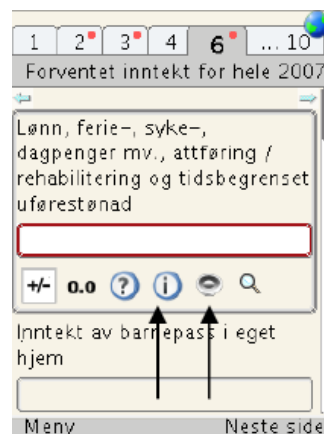 1 2 3 4 6 ... 10
Forventet inntekt for hele 2007
Lønn, ferie-, syke-,
dagpenger mv., attføring /
rehabilitering og tidsbegrenset
uførestønad
+/- 0.0 ? i
Inntekt av barnepass i eget
hjem
Meny Neste side